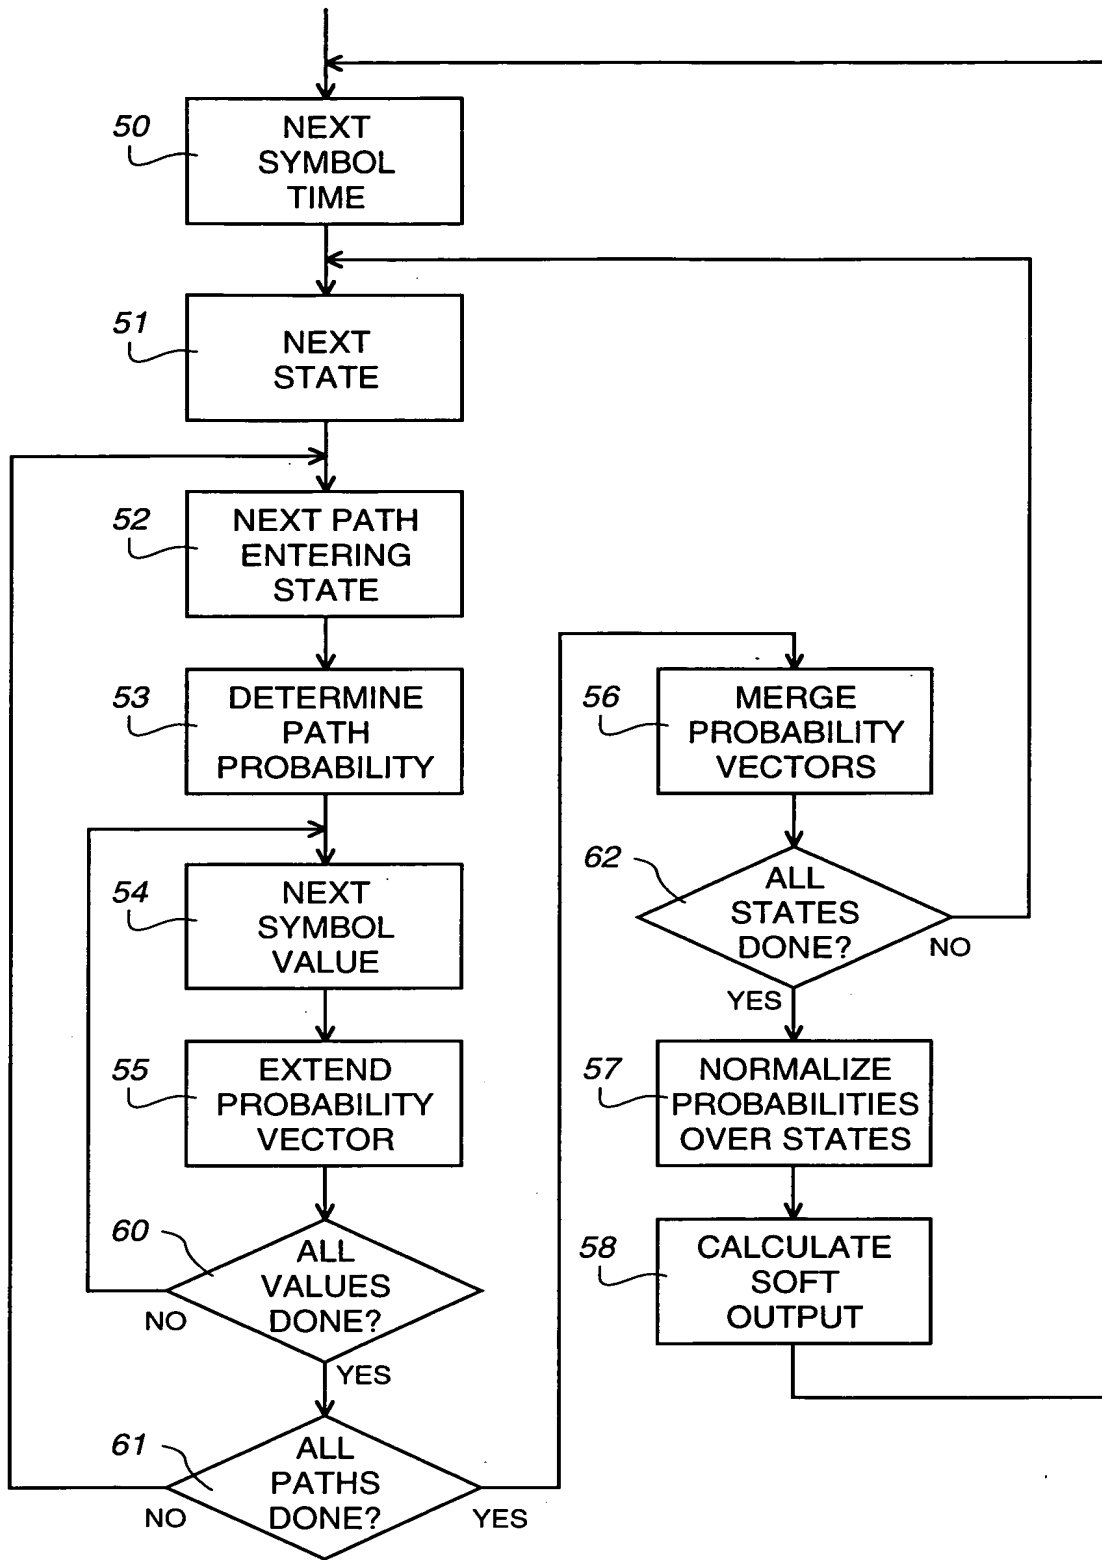 50
NEXT
SYMBOL
TIME
51
NEXT
STATE
52
NEXT PATH
ENTERING
STATE
53
DETERMINE
PATH
PROBABILITY
54
NEXT
SYMBOL
VALUE
55
EXTEND
PROBABILITY
VECTOR
60
ALL
VALUES
DONE?
NO
YES
61
ALL
PATHS
DONE?
NO
YES
56
MERGE
PROBABILITY
VECTORS
62
ALL
STATES
DONE?
NO
YES
57
NORMALIZE
PROBABILITIES
OVER STATES
58
CALCULATE
SOFT
OUTPUT